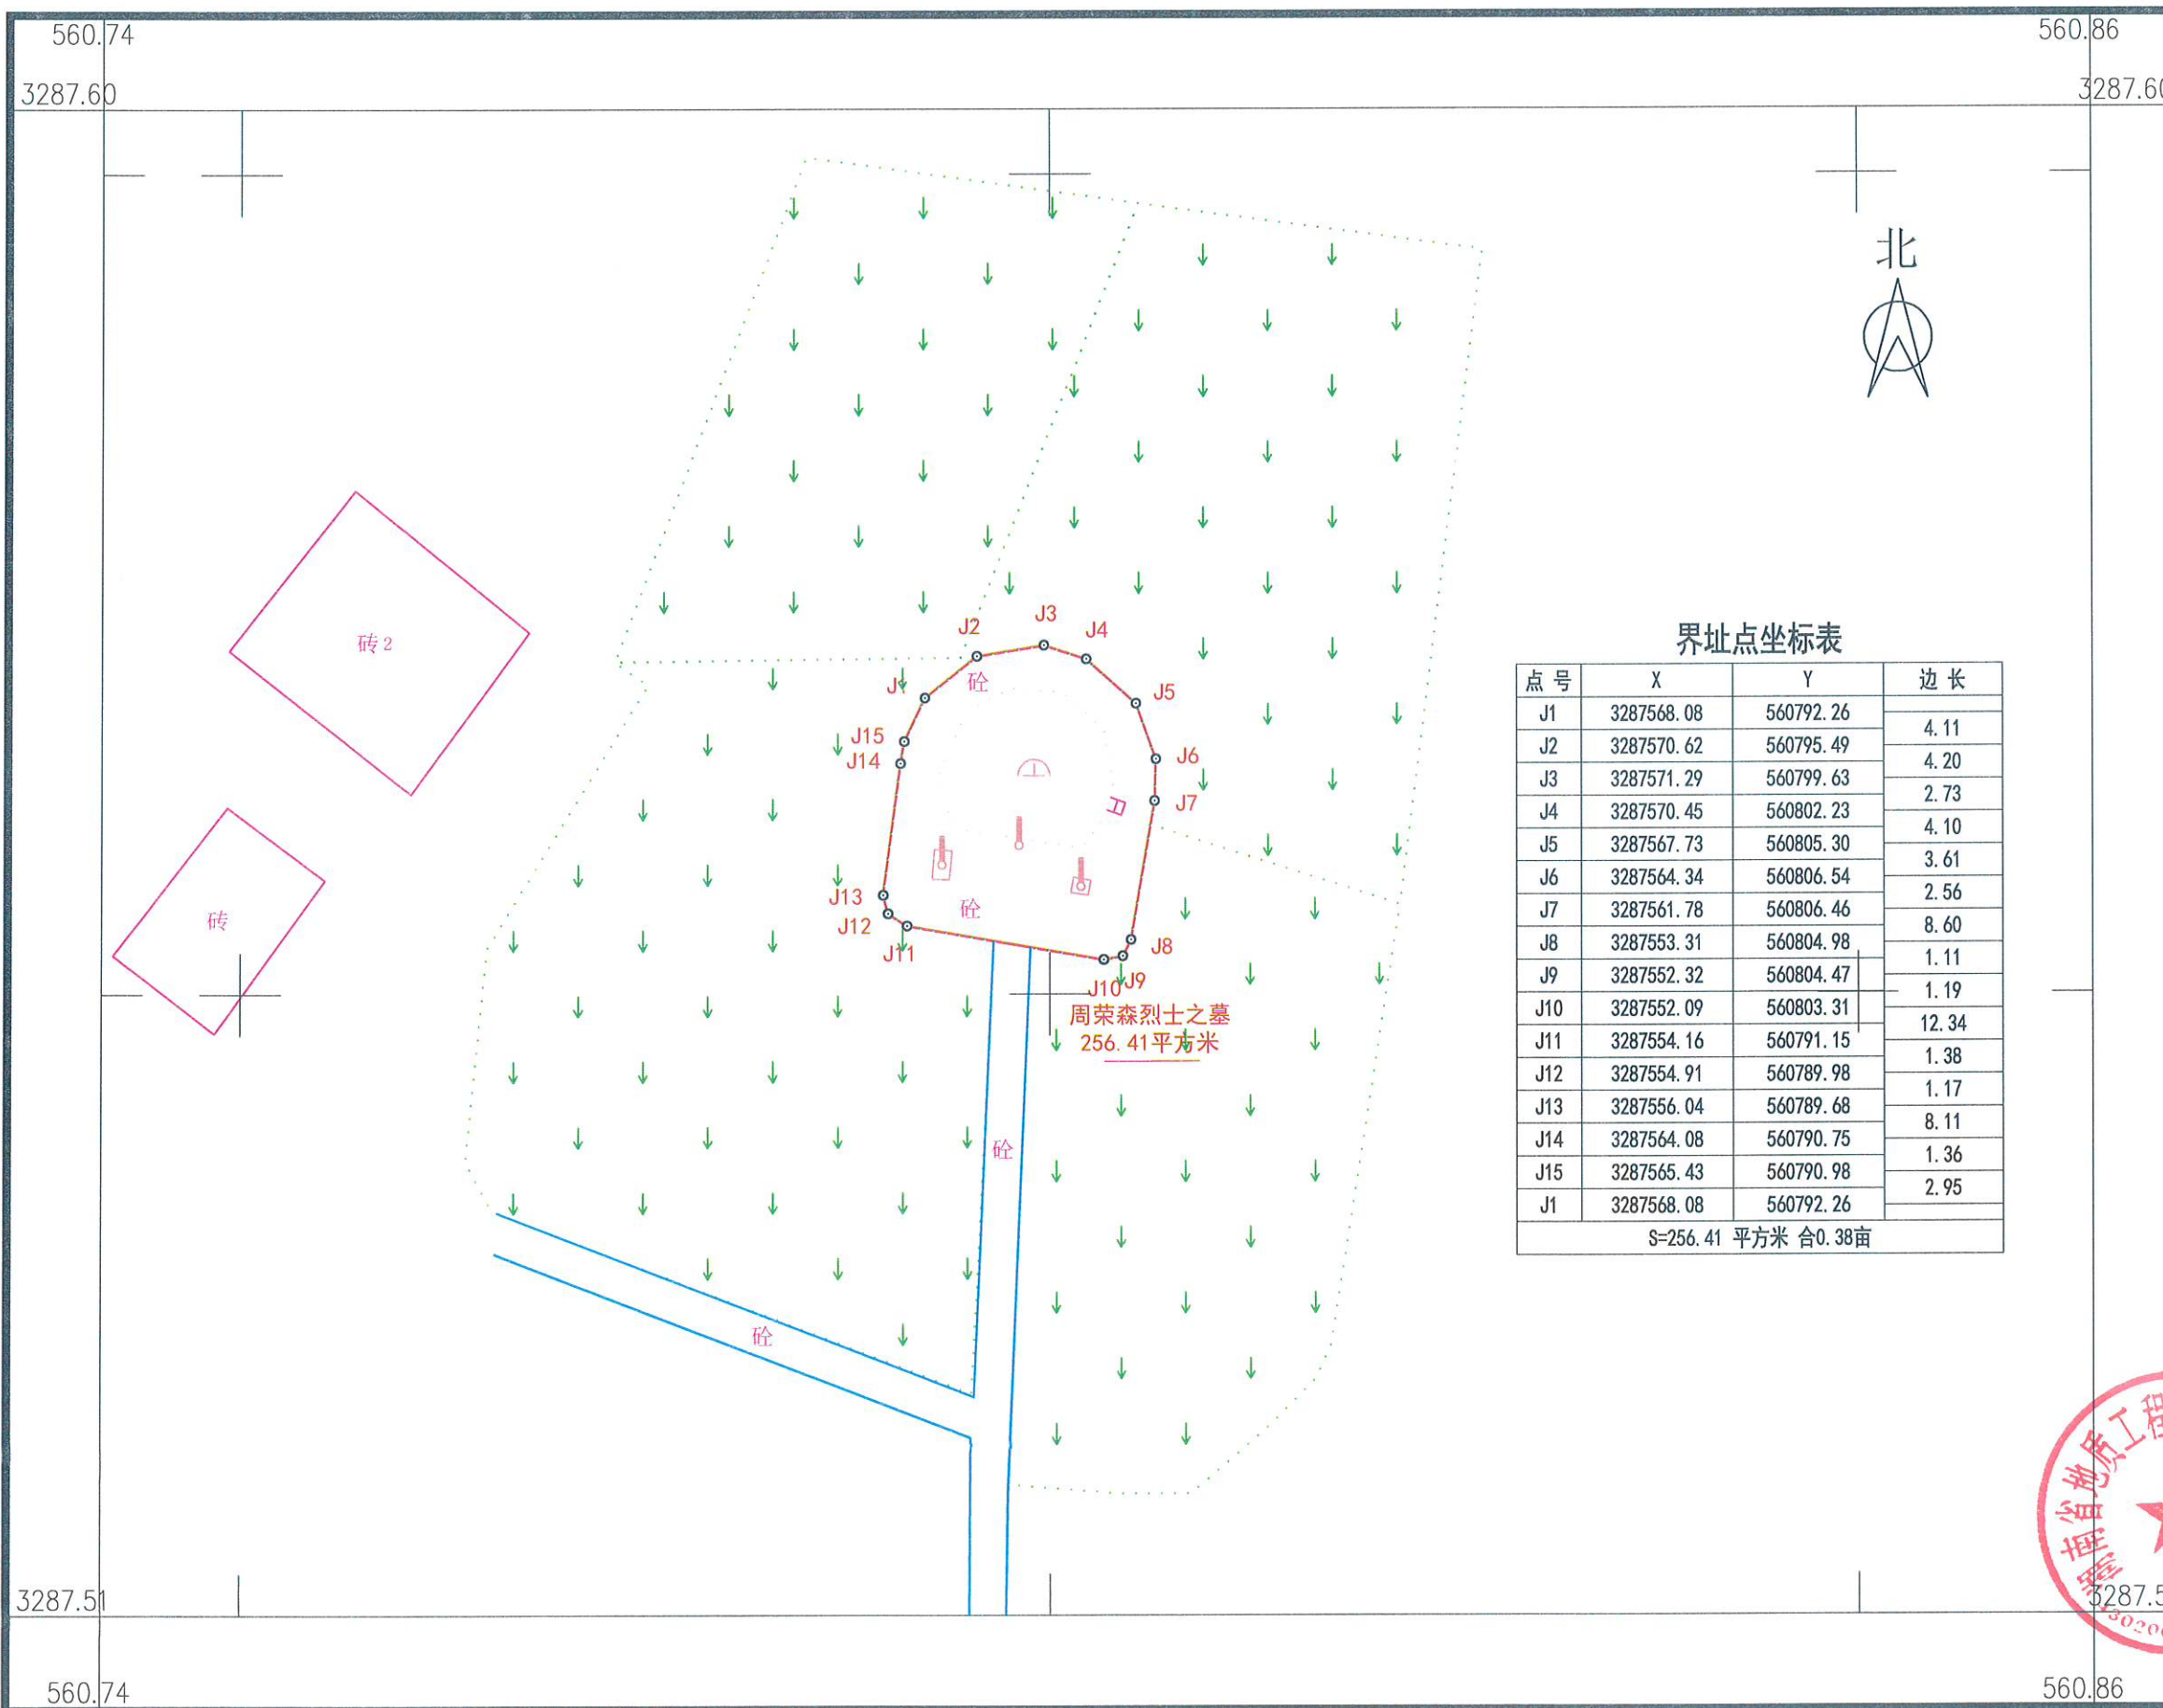 560.74
560.86
3287.60
3287.60
北
砖2
砖
J1
J2
J3
J4
J5
J6
J7
J8
J9
J10
J11
J12
J13
J14
J15
砼
砼
周荣森烈士之墓
256.41平方米
砼
砼
界址点坐标表
点号 X Y 边长
J1 3287568.08 560792.26
4.11
J2 3287570.62 560795.49
4.20
J3 3287571.29 560799.63
2.73
J4 3287570.45 560802.23
4.10
J5 3287567.73 560805.30
3.61
J6 3287564.34 560806.54
2.56
J7 3287561.78 560806.46
8.60
J8 3287553.31 560804.98
1.11
J9 3287552.32 560804.47
1.19
J10 3287552.09 560803.31
12.34
J11 3287554.16 560791.15
1.38
J12 3287554.91 560789.98
1.17
J13 3287556.04 560789.68
8.11
J14 3287564.08 560790.75
1.36
J15 3287565.43 560790.98
2.95
J1 3287568.08 560792.26
S=256.41 平方米 合0.38亩
南省地质工程
3287.51
3287.5
560.74
560.86